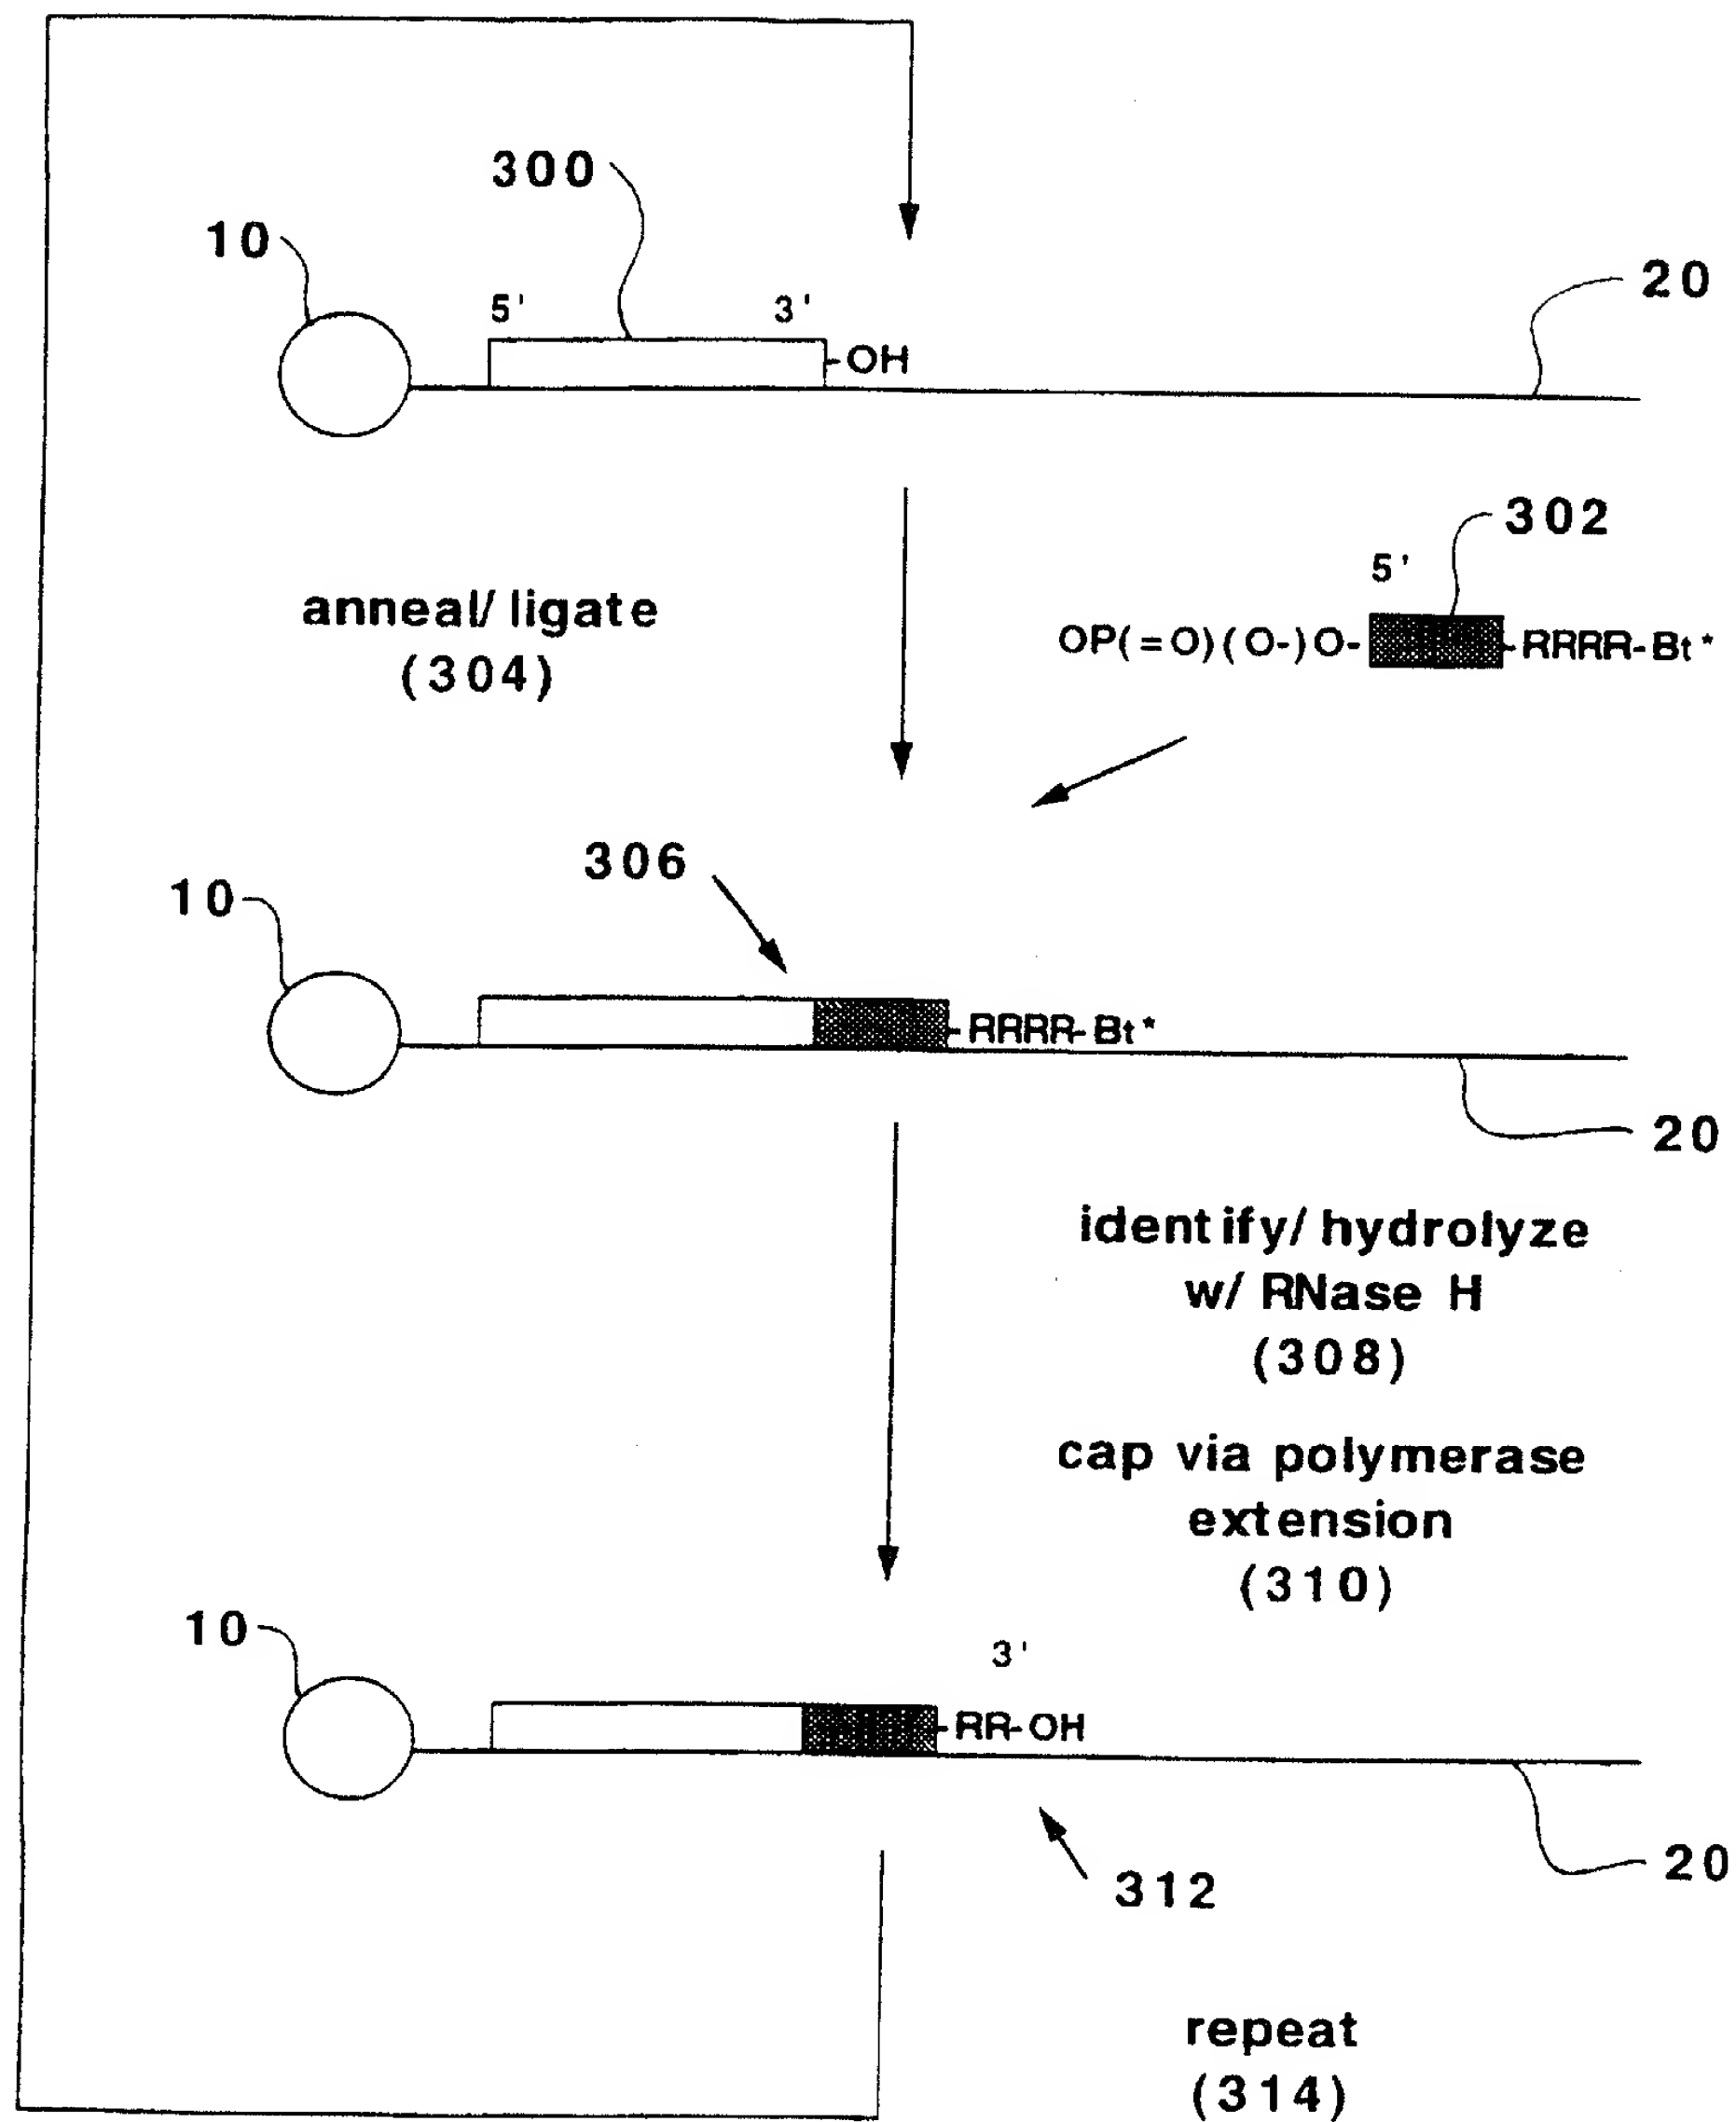 300
10
20
5' 3'
-OH
302
5'
anneal/ligate
(304)
OP(=O)(O-)O- -RRRR-Bt*
306
10
-RRRR-Bt*
20
identify/hydrolyze
w/ RNase H
(308)
cap via polymerase
extension
(310)
10
3'
-RR-OH
312
20
repeat
(314)